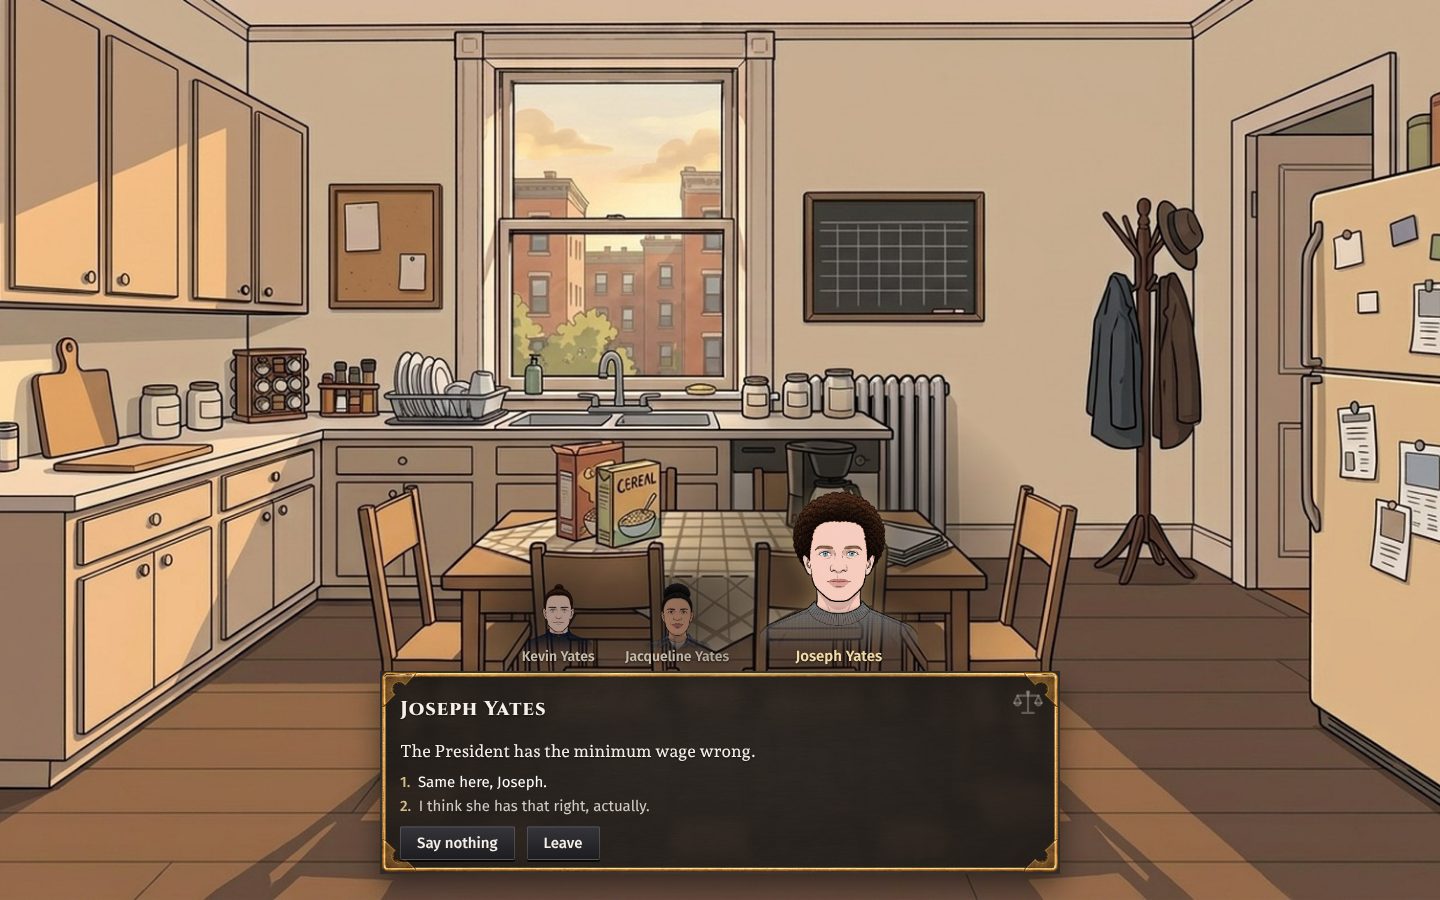 CEREAL
Kevin Yates
Jacqueline Yates
Joseph Yates
JOSEPH YATES
The President has the minimum wage wrong.
1. Same here, Joseph.
2. I think she has that right, actually.
Say nothing
Leave